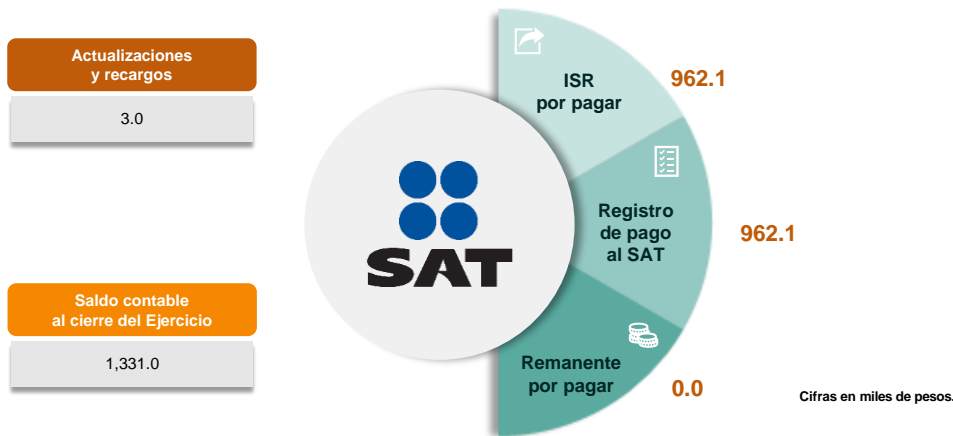 Actualizaciones
y recargos
3.0
Saldo contable
al cierre del Ejercicio
1,331.0
SAT
ISR
por pagar
962.1
Registro
de pago
al SAT
962.1
Remanente
por pagar
0.0
Cifras en miles de pesos.